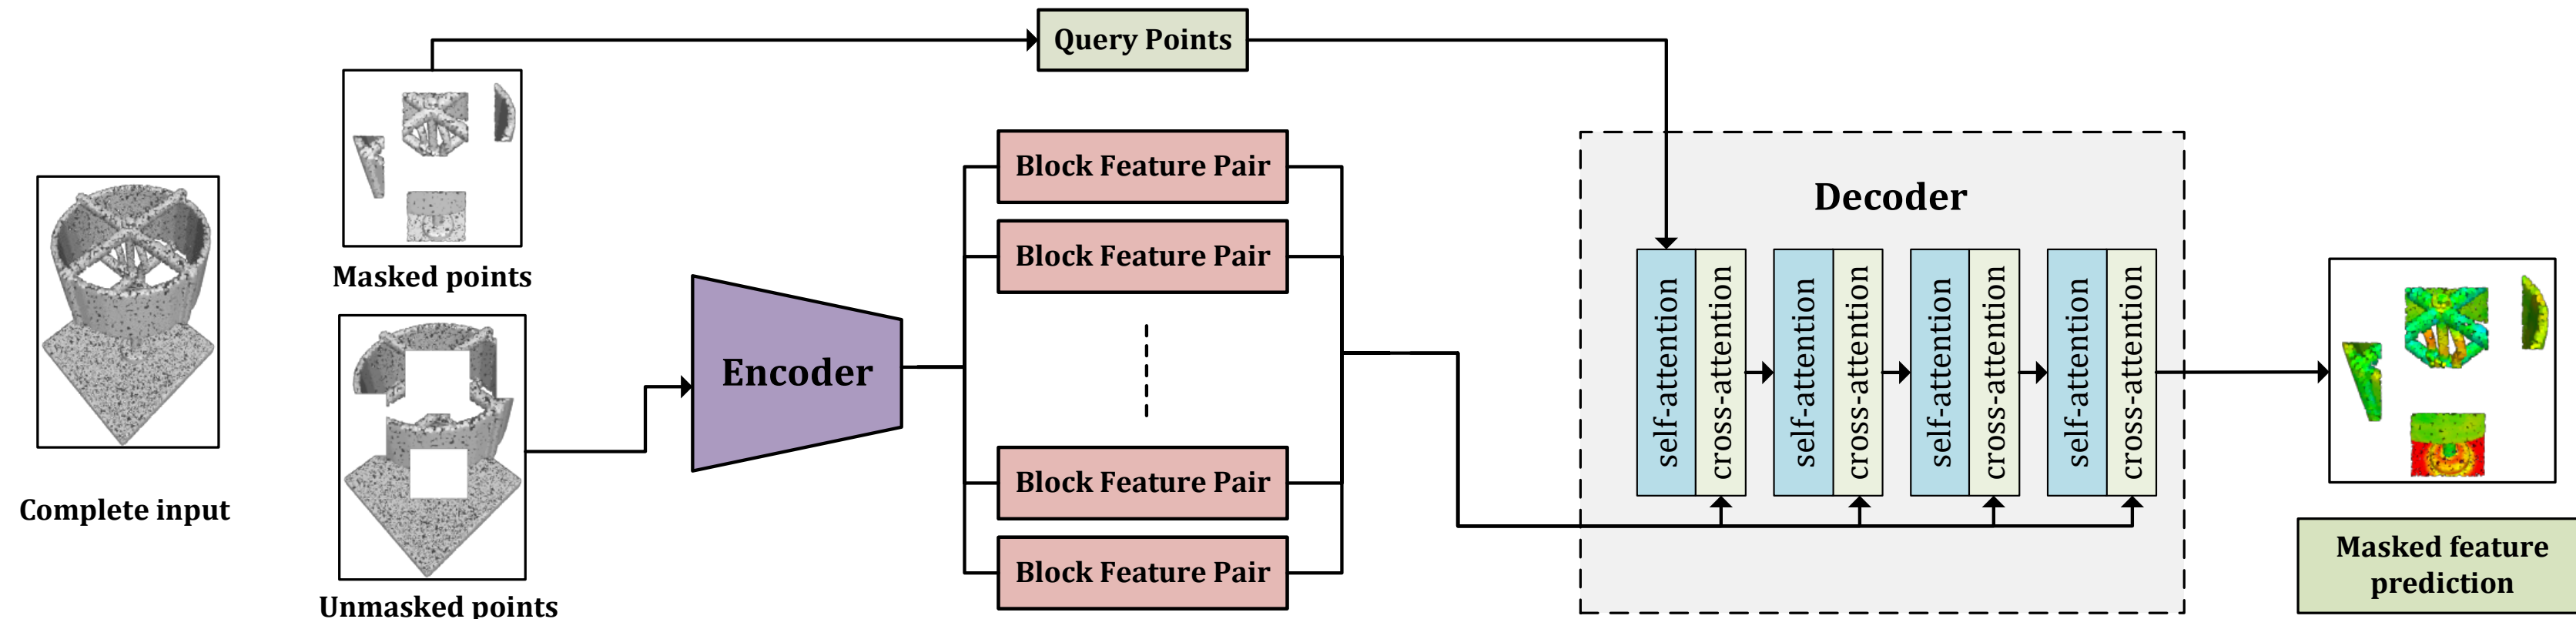 Query Points
Masked points
Complete input
Unmasked points
Encoder
Block Feature Pair
Block Feature Pair
Block Feature Pair
Block Feature Pair
Decoder
self-attention
cross-attention
self-attention
cross-attention
self-attention
cross-attention
self-attention
cross-attention
Masked feature
prediction